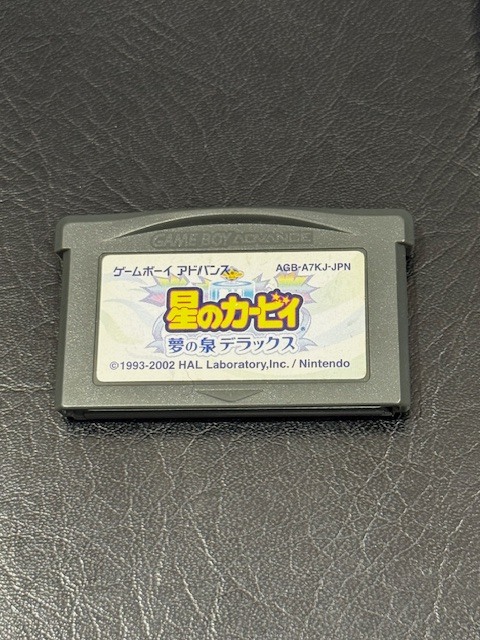 GAME BOY ADVANCE
ゲームボーイ アドバンス AGB-A7KJ-JPN
星のカービィ
夢の泉デラックス
©1993-2002 HAL Laboratory,Inc. / Nintendo